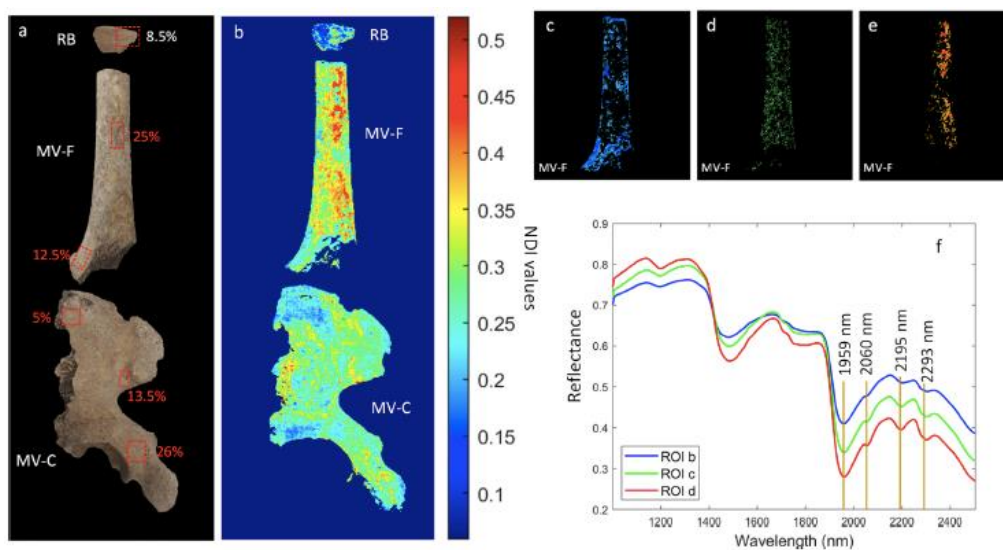 a
RB
8.5%
25%
MV-F
12.5%
5%
13.5%
26%
MV-C
b
RB
MV-C
0.5
0.45
0.4
0.35
0.3
0.25
0.2
0.15
0.1
NDI values
c
MV-F
d
MV-F
e
MV-F
f
0.9
0.8
0.7
0.6
0.5
0.4
0.3
0.2
Reflectance
1959 nm
2060 nm
2195 nm
2293 nm
ROI b
ROI c
ROI d
1200 1400 1600 1800 2000 2200 2400
Wavelength (nm)